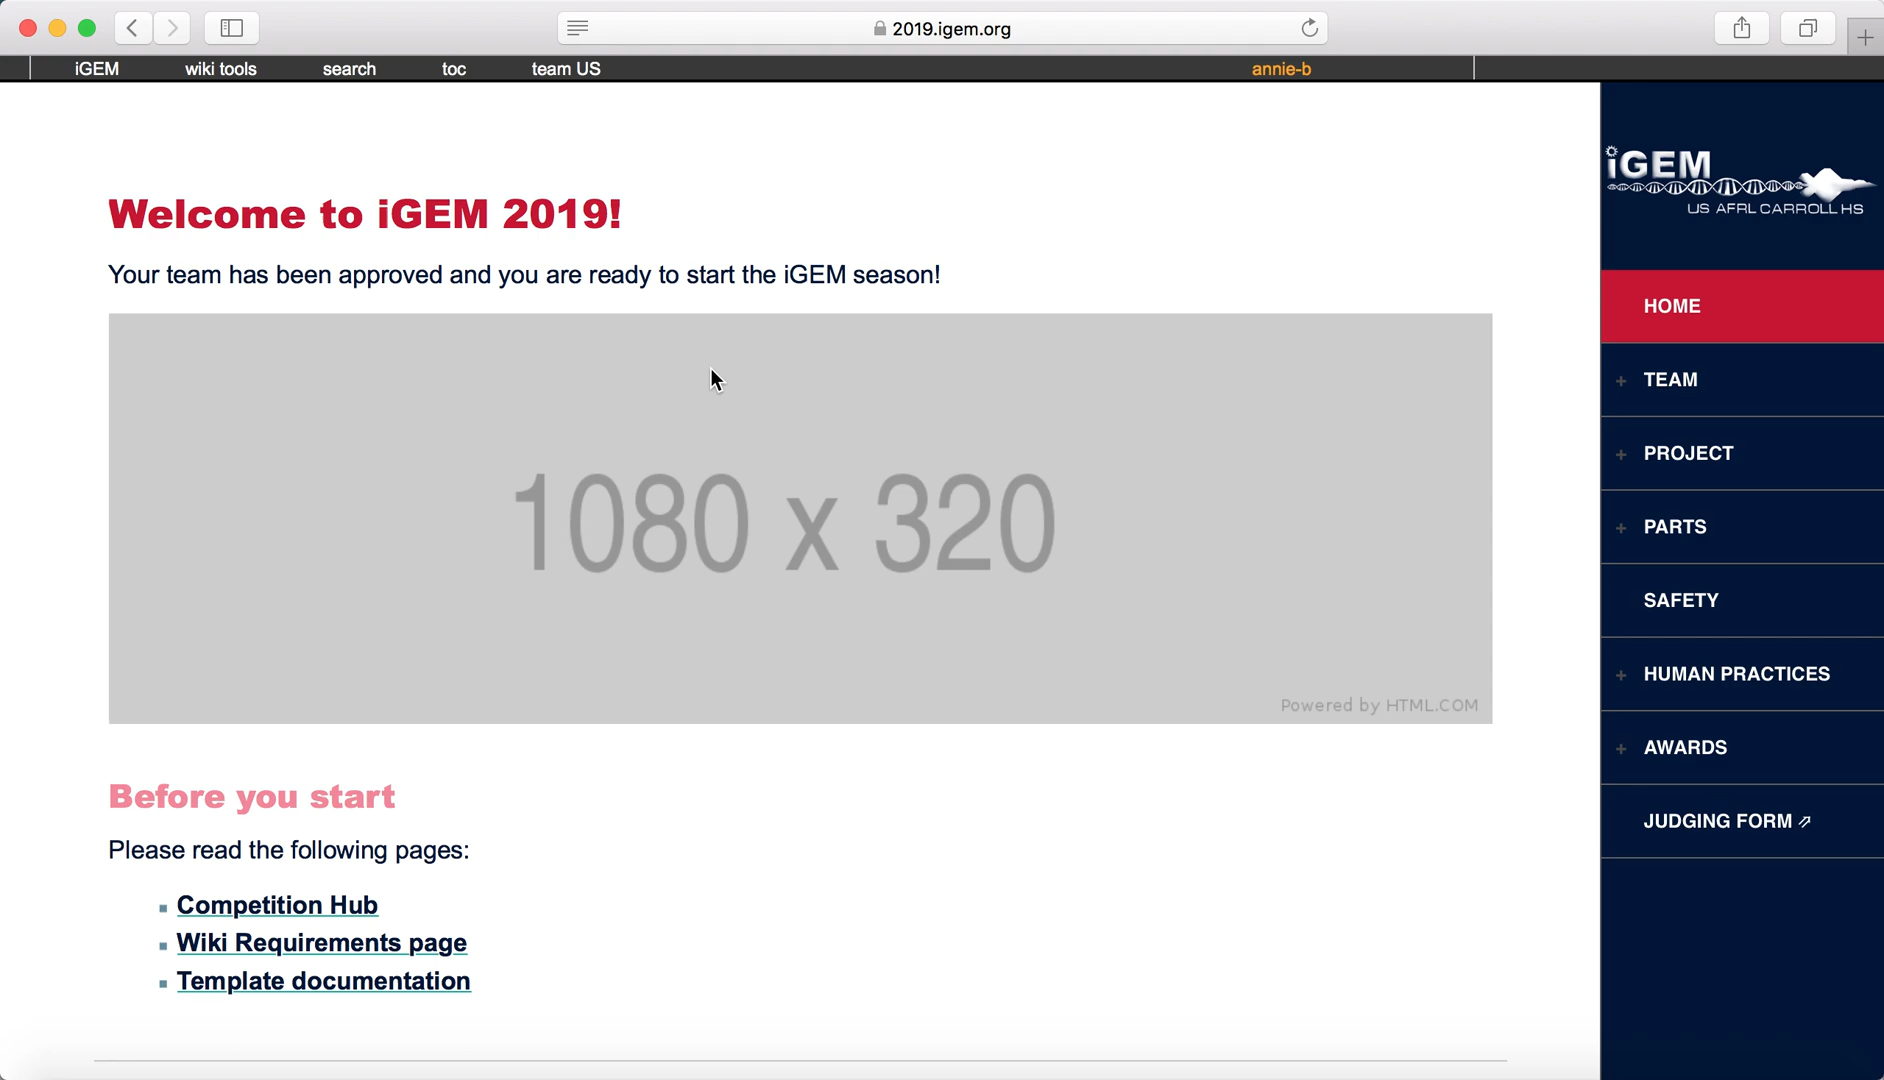 2019.igem.org
iGEM wiki tools search toc team US annie-b
iGEM
US AFRL CARROLL HS
Welcome to iGEM 2019!
Your team has been approved and you are ready to start the iGEM season!
1080 x 320
Powered by HTML.COM
Before you start
Please read the following pages:
Competition Hub
Wiki Requirements page
Template documentation
HOME
+ TEAM
+ PROJECT
+ PARTS
SAFETY
+ HUMAN PRACTICES
+ AWARDS
JUDGING FORM ⇗